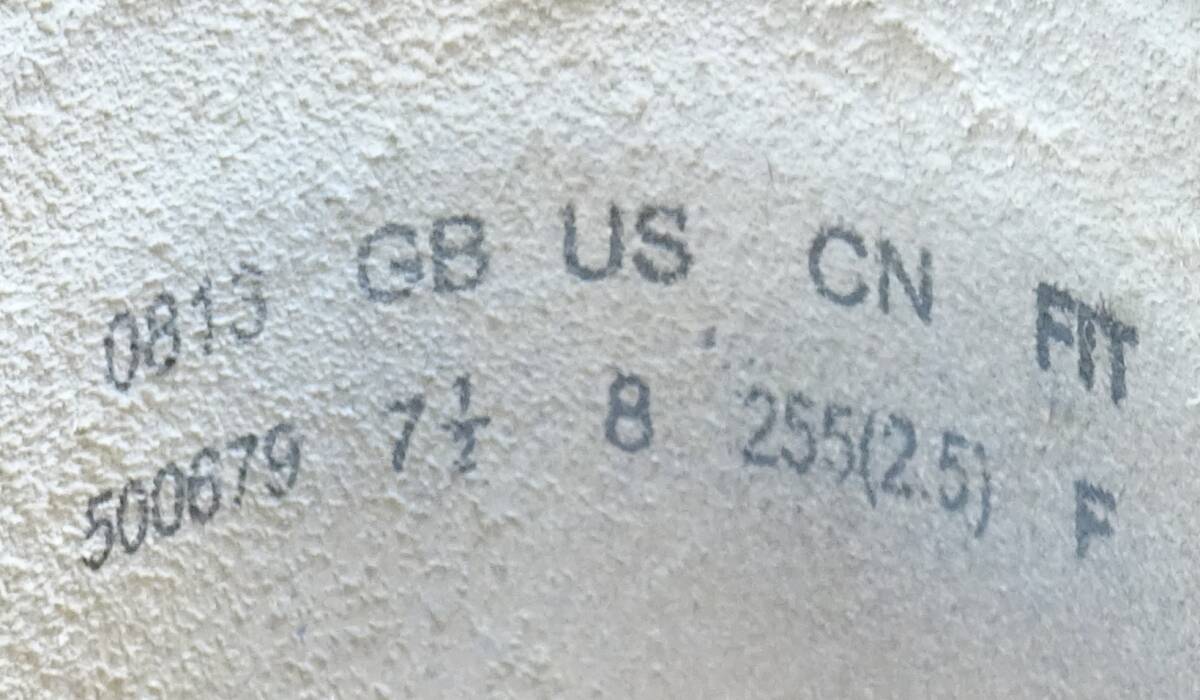 0813 GB US CN FIT
500679 7½ 8 255(2.5) F